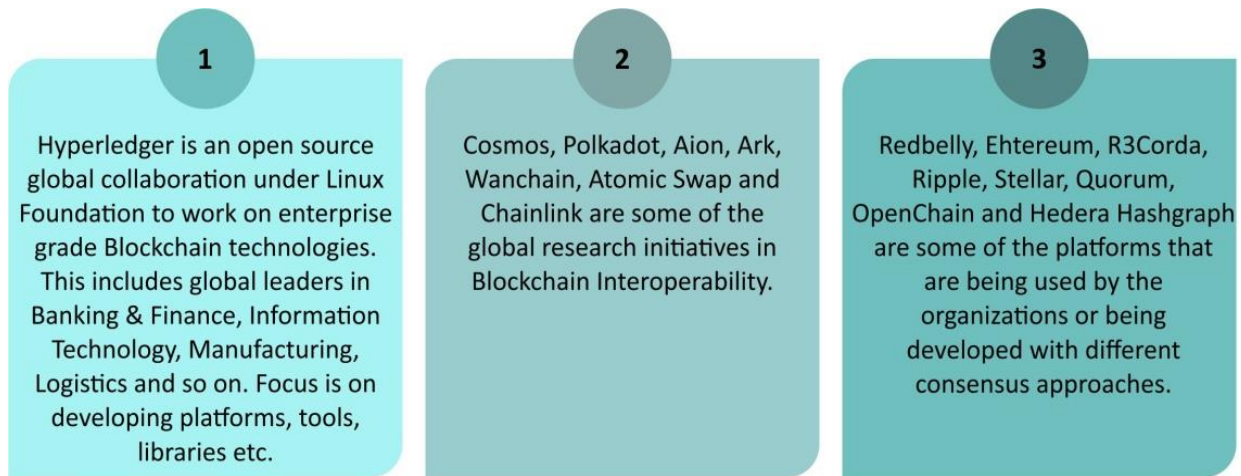 1
Hyperledger is an open source
global collaboration under Linux
Foundation to work on enterprise
grade Blockchain technologies.
This includes global leaders in
Banking & Finance, Information
Technology, Manufacturing,
Logistics and so on. Focus is on
developing platforms, tools,
libraries etc.
2
Cosmos, Polkadot, Aion, Ark,
Wanchain, Atomic Swap and
Chainlink are some of the
global research initiatives in
Blockchain Interoperability.
3
Redbelly, Ehtereum, R3Corda,
Ripple, Stellar, Quorum,
OpenChain and Hedera Hashgraph
are some of the platforms that
are being used by the
organizations or being
developed with different
consensus approaches.